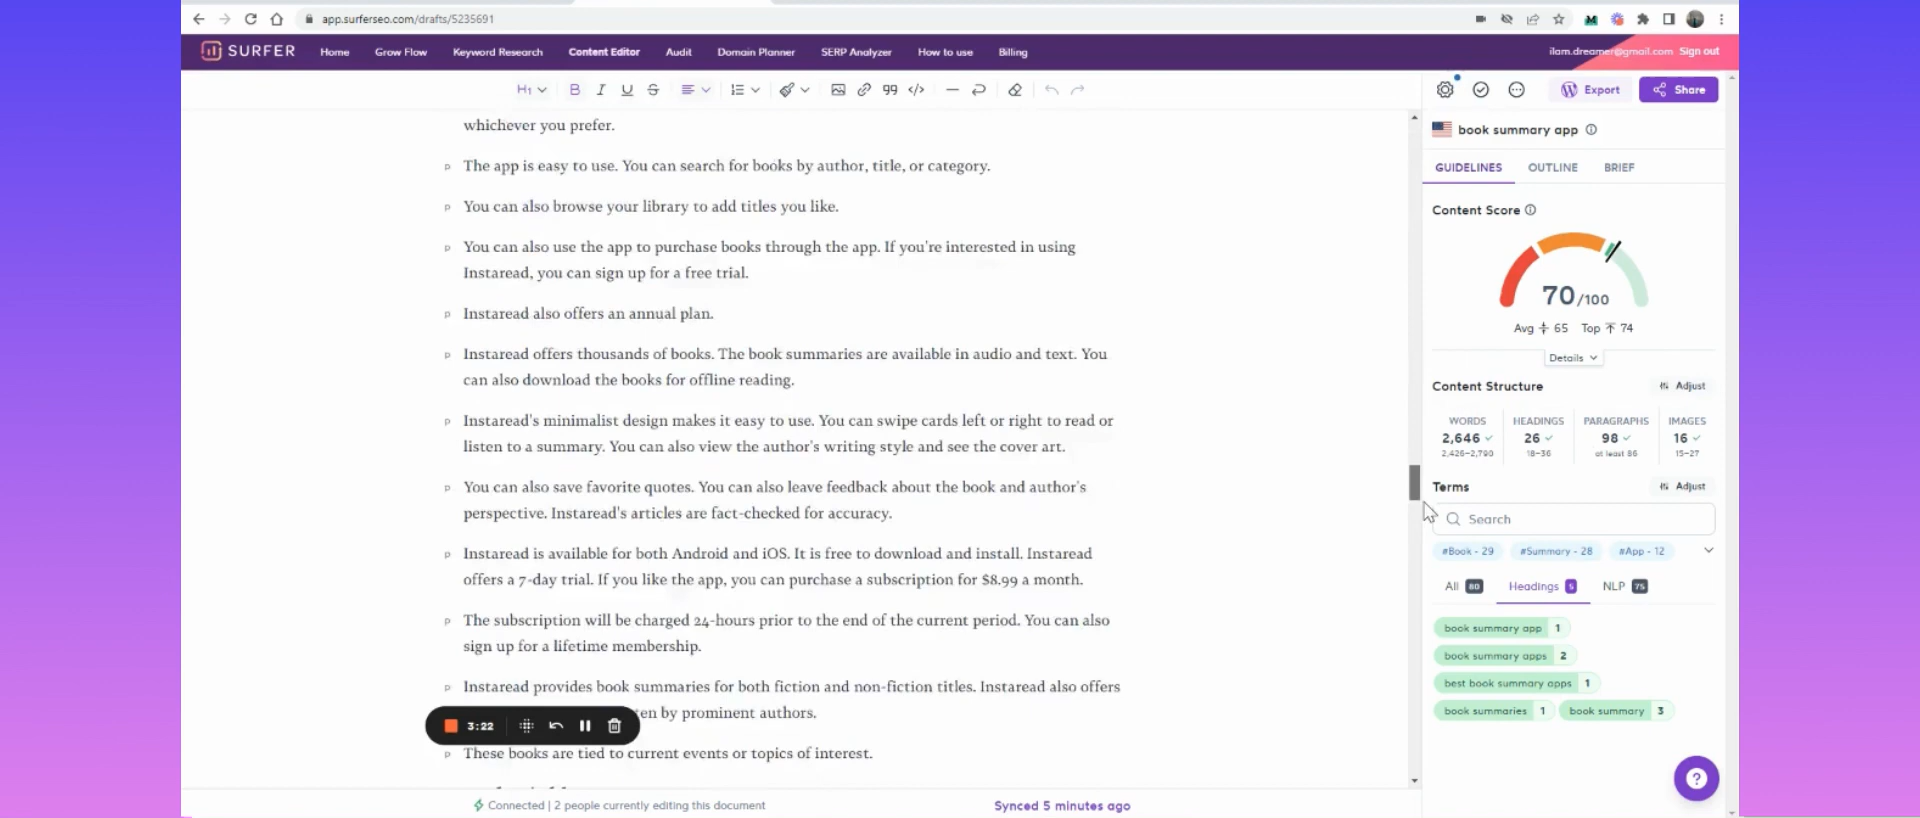 app.surferseo.com/drafts/5235691
SURFER
Home Grow Flow Keyword Research Content Editor Audit Domain Planner SERP Analyzer How to use Billing
ilam.dreamer@gmail.com Sign out
H1 B I U S
Export Share
whichever you prefer.
P The app is easy to use. You can search for books by author, title, or category.
P You can also browse your library to add titles you like.
P You can also use the app to purchase books through the app. If you're interested in using
Instaread, you can sign up for a free trial.
P Instaread also offers an annual plan.
P Instaread offers thousands of books. The book summaries are available in audio and text. You
can also download the books for offline reading.
P Instaread's minimalist design makes it easy to use. You can swipe cards left or right to read or
listen to a summary. You can also view the author's writing style and see the cover art.
P You can also save favorite quotes. You can also leave feedback about the book and author's
perspective. Instaread's articles are fact-checked for accuracy.
P Instaread is available for both Android and iOS. It is free to download and install. Instaread
offers a 7-day trial. If you like the app, you can purchase a subscription for $8.99 a month.
P The subscription will be charged 24-hours prior to the end of the current period. You can also
sign up for a lifetime membership.
P Instaread provides book summaries for both fiction and non-fiction titles. Instaread also offers
ten by prominent authors.
3:22
P These books are tied to current events or topics of interest.
Connected | 2 people currently editing this document
Synced 5 minutes ago
book summary app
GUIDELINES OUTLINE BRIEF
Content Score
70/100
Avg 65 Top 74
Details
Content Structure Adjust
WORDS HEADINGS PARAGRAPHS IMAGES
2,646 26 98 16
2,426–2,790 18–36 at least 86 15–27
Terms Adjust
Search
#Book - 29 #Summary - 28 #App - 12
All 80 Headings 5 NLP 75
book summary app 1
book summary apps 2
best book summary apps 1
book summaries 1 book summary 3